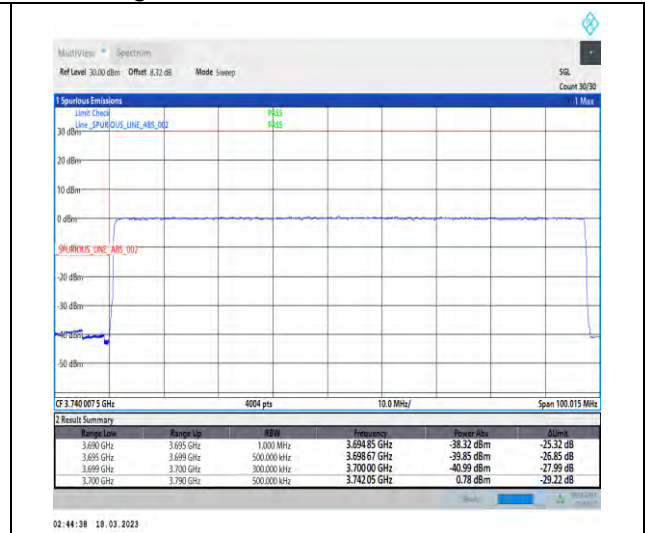 MultiView Spectrum
Ref Level 30.00 dBm Offset 8.32 dB Mode Sweep SGL
Count 30/30
1 Spurious Emissions 1 Max
Limit Check PASS
Line _SPURIOUS_LINE_ABS_002 PASS
30 dBm
20 dBm
10 dBm
0 dBm
_SPURIOUS_LINE_ABS_002
-20 dBm
-30 dBm
-40 dBm
-50 dBm
CF 3.740 007 5 GHz 4004 pts 10.0 MHz/ Span 100.015 MHz
2 Result Summary
Range Low Range Up RBW Frequency Power Abs ΔLimit
3.690 GHz 3.695 GHz 1.000 MHz 3.694 85 GHz -38.32 dBm -25.32 dB
3.695 GHz 3.699 GHz 500.000 kHz 3.698 67 GHz -39.85 dBm -26.85 dB
3.699 GHz 3.700 GHz 300.000 kHz 3.700 00 GHz -40.99 dBm -27.99 dB
3.700 GHz 3.790 GHz 500.000 kHz 3.742 05 GHz 0.78 dBm -29.22 dB
02:44:38 18.03.2023